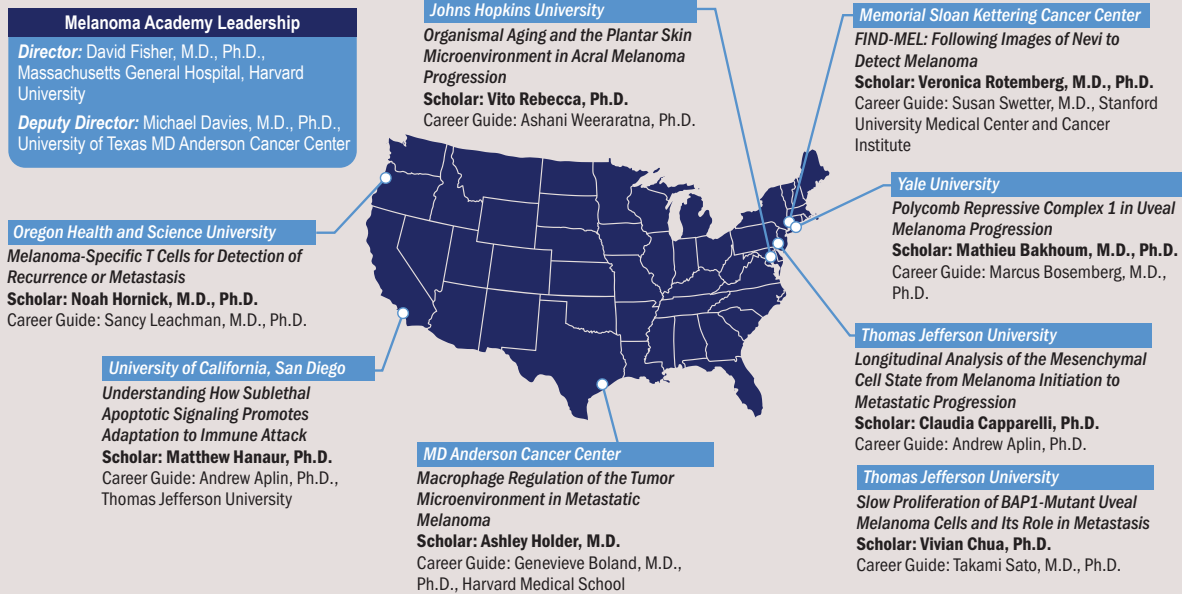 Melanoma Academy Leadership
Director: David Fisher, M.D., Ph.D.,
Massachusetts General Hospital, Harvard
University
Deputy Director: Michael Davies, M.D., Ph.D.,
University of Texas MD Anderson Cancer Center
Johns Hopkins University
Organismal Aging and the Plantar Skin
Microenvironment in Acral Melanoma
Progression
Scholar: Vito Rebecca, Ph.D.
Career Guide: Ashani Weeraratna, Ph.D.
Memorial Sloan Kettering Cancer Center
FIND-MEL: Following Images of Nevi to
Detect Melanoma
Scholar: Veronica Rotemberg, M.D., Ph.D.
Career Guide: Susan Swetter, M.D., Stanford
University Medical Center and Cancer
Institute
Yale University
Polycomb Repressive Complex 1 in Uveal
Melanoma Progression
Scholar: Mathieu Bakhoum, M.D., Ph.D.
Career Guide: Marcus Bosemberg, M.D.,
Ph.D.
Oregon Health and Science University
Melanoma-Specific T Cells for Detection of
Recurrence or Metastasis
Scholar: Noah Hornick, M.D., Ph.D.
Career Guide: Sancy Leachman, M.D., Ph.D.
University of California, San Diego
Understanding How Sublethal
Apoptotic Signaling Promotes
Adaptation to Immune Attack
Scholar: Matthew Hanaur, Ph.D.
Career Guide: Andrew Aplin, Ph.D.,
Thomas Jefferson University
MD Anderson Cancer Center
Macrophage Regulation of the Tumor
Microenvironment in Metastatic
Melanoma
Scholar: Ashley Holder, M.D.
Career Guide: Genevieve Boland, M.D.,
Ph.D., Harvard Medical School
Thomas Jefferson University
Longitudinal Analysis of the Mesenchymal
Cell State from Melanoma Initiation to
Metastatic Progression
Scholar: Claudia Capparelli, Ph.D.
Career Guide: Andrew Aplin, Ph.D.
Thomas Jefferson University
Slow Proliferation of BAP1-Mutant Uveal
Melanoma Cells and Its Role in Metastasis
Scholar: Vivian Chua, Ph.D.
Career Guide: Takami Sato, M.D., Ph.D.